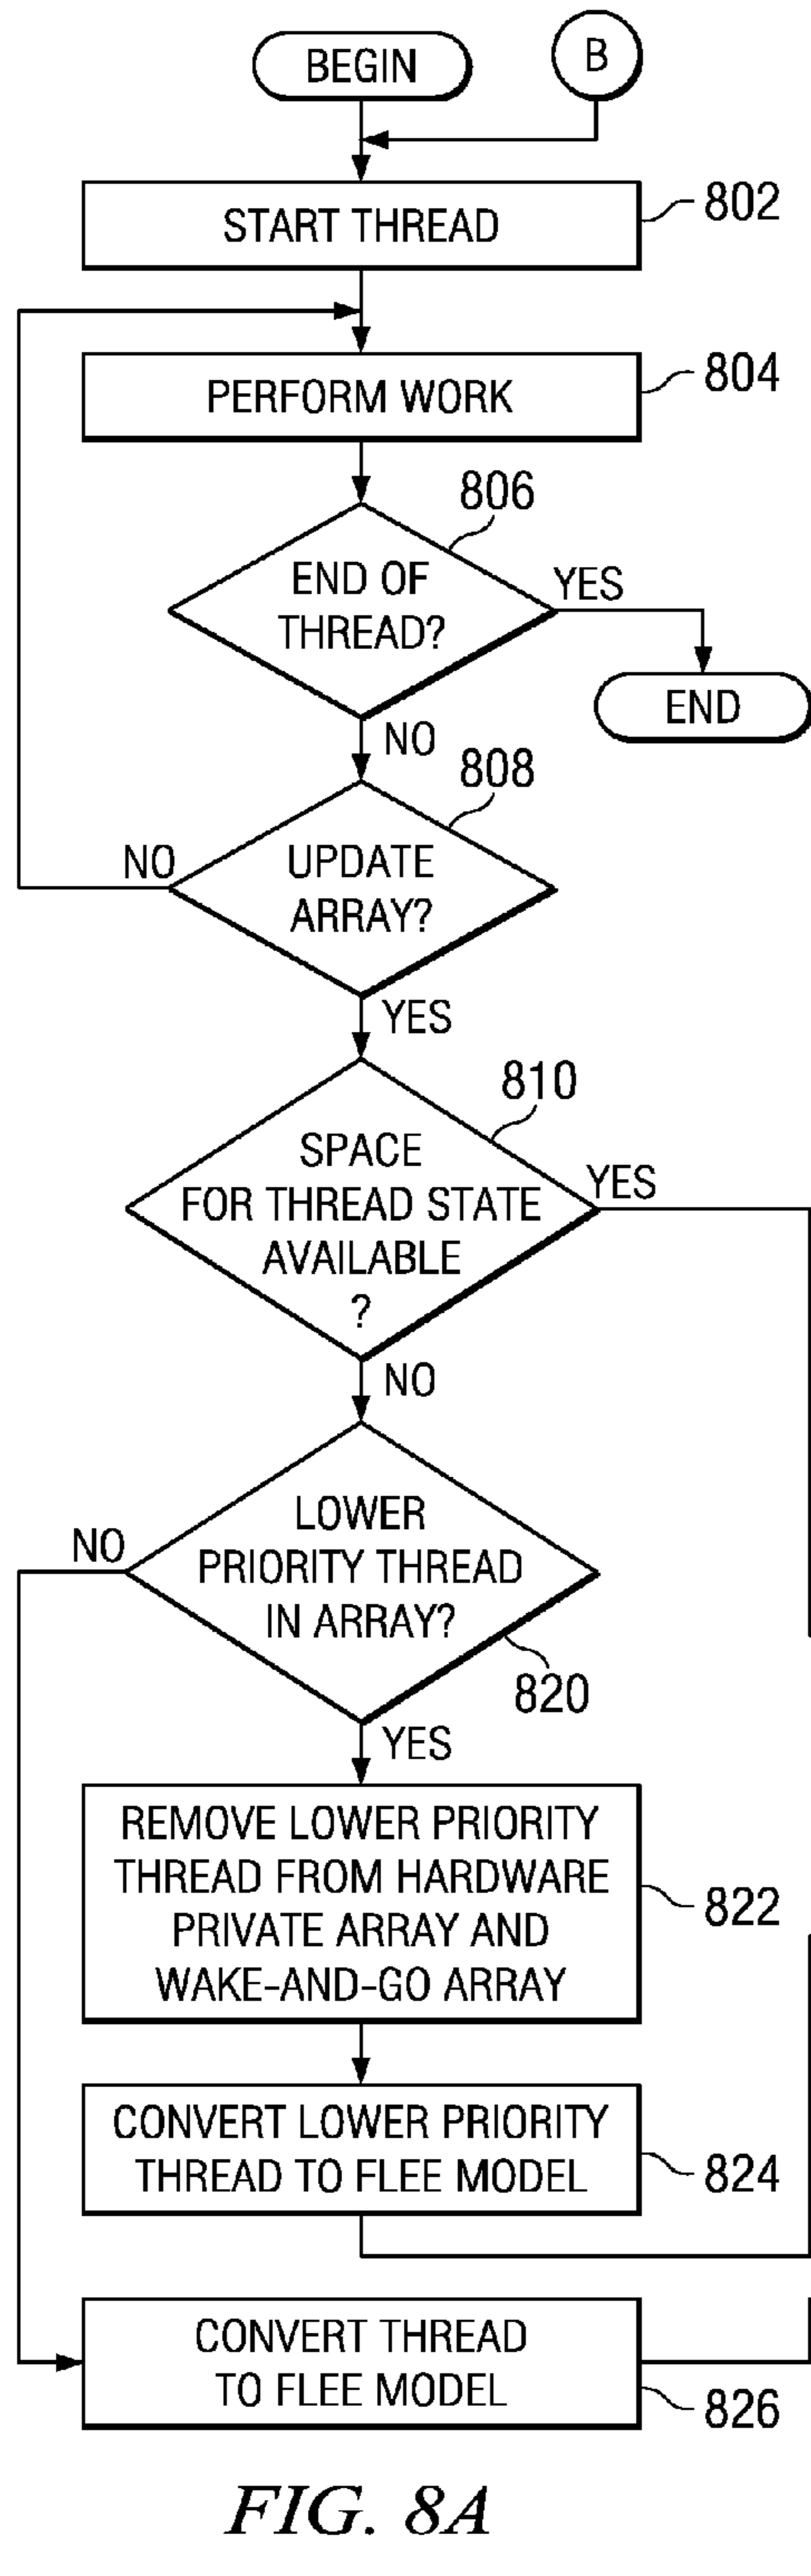 BEGIN
B
START THREAD
802
PERFORM WORK
804
806
END OF
THREAD?
YES
END
NO
808
UPDATE
ARRAY?
NO
YES
810
SPACE
FOR THREAD STATE
AVAILABLE
?
YES
NO
LOWER
PRIORITY THREAD
IN ARRAY?
NO
820
YES
REMOVE LOWER PRIORITY
THREAD FROM HARDWARE
PRIVATE ARRAY AND
WAKE-AND-GO ARRAY
822
CONVERT LOWER PRIORITY
THREAD TO FLEE MODEL
824
CONVERT THREAD
TO FLEE MODEL
826
FIG. 8A